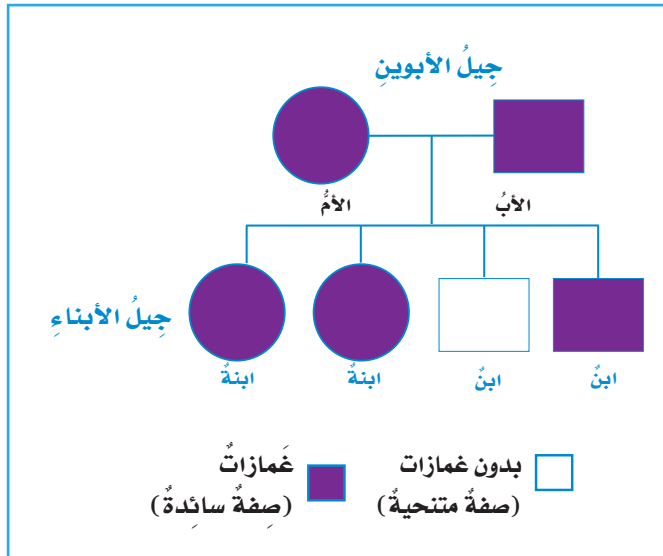 جِيلُ الأبوينِ
الأبُ
الأمُّ
جِيلُ الأبناءِ
ابنٌ
ابنٌ
ابنةٌ
ابنةٌ
بدون غمازات
(صفةٌ متنحيةٌ)
غَمازاتٌ
(صِفةٌ سائِدةٌ)